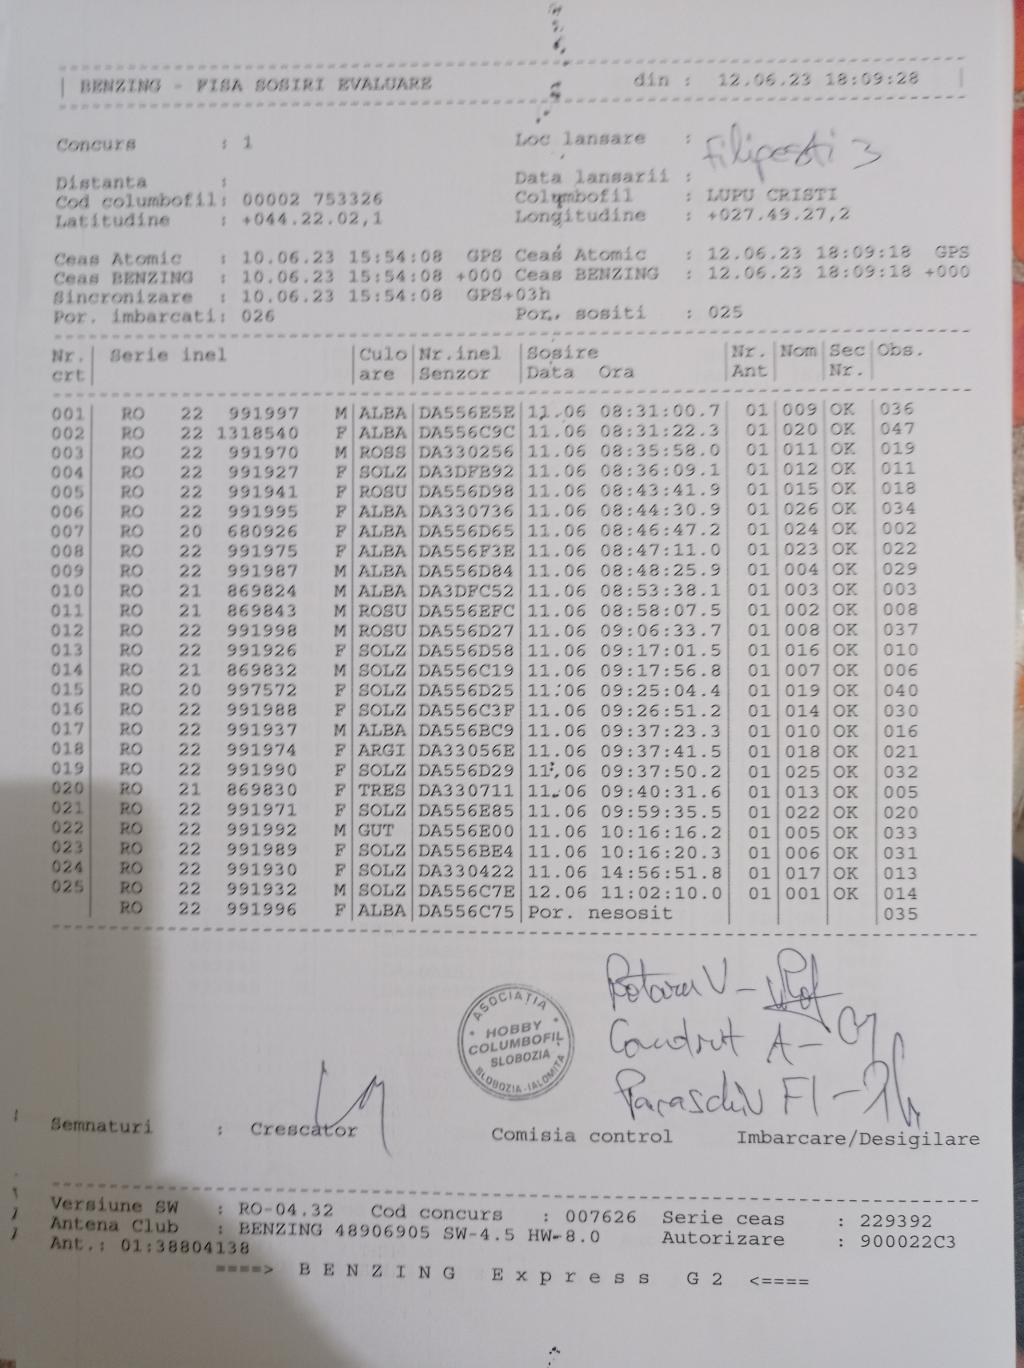 BENZING - FISA SOSIRI EVALUARE din : 12.06.23 18:09:28
Concurs : 1 Loc lansare : Filipesti 3
Distanta : Data lansarii :
Cod columbofil: 00002 753326 Columbofil : LUPU CRISTI
Latitudine : +044.22.02,1 Longitudine : +027.49.27,2
Ceas Atomic : 10.06.23 15:54:08 GPS Ceas Atomic : 12.06.23 18:09:18 GPS
Ceas BENZING : 10.06.23 15:54:08 +000 Ceas BENZING : 12.06.23 18:09:18 +000
Sincronizare : 10.06.23 15:54:08 GPS+03h
Por. imbarcati: 026 Por. sositi : 025
Nr. Serie inel Culo Nr.inel Sosire Nr. Nom Sec Obs.
crt are Senzor Data Ora Ant Nr.
001 RO 22 991997 M ALBA DA556E5E 11.06 08:31:00.7 01 009 OK 036
002 RO 22 1318540 F ALBA DA556C9C 11.06 08:31:22.3 01 020 OK 047
003 RO 22 991970 M ROSS DA330256 11.06 08:35:58.0 01 011 OK 019
004 RO 22 991927 F SOLZ DA3DFB92 11.06 08:36:09.1 01 012 OK 011
005 RO 22 991941 F ROSU DA556D98 11.06 08:43:41.9 01 015 OK 018
006 RO 22 991995 F ALBA DA330736 11.06 08:44:30.9 01 026 OK 034
007 RO 20 680926 F ALBA DA556D65 11.06 08:46:47.2 01 024 OK 002
008 RO 22 991975 F ALBA DA556F3E 11.06 08:47:11.0 01 023 OK 022
009 RO 22 991987 M ALBA DA556D84 11.06 08:48:25.9 01 004 OK 029
010 RO 21 869824 M ALBA DA3DFC52 11.06 08:53:38.1 01 003 OK 003
011 RO 21 869843 M ROSU DA556EFC 11.06 08:58:07.5 01 002 OK 008
012 RO 22 991998 M ROSU DA556D27 11.06 09:06:33.7 01 008 OK 037
013 RO 22 991926 F SOLZ DA556D58 11.06 09:17:01.5 01 016 OK 010
014 RO 21 869832 M SOLZ DA556C19 11.06 09:17:56.8 01 007 OK 006
015 RO 20 997572 F SOLZ DA556D25 11.06 09:25:04.4 01 019 OK 040
016 RO 22 991988 F SOLZ DA556C3F 11.06 09:26:51.2 01 014 OK 030
017 RO 22 991937 M ALBA DA556BC9 11.06 09:37:23.3 01 010 OK 016
018 RO 22 991974 F ARGI DA33056E 11.06 09:37:41.5 01 018 OK 021
019 RO 22 991990 F SOLZ DA556D29 11.06 09:37:50.2 01 025 OK 032
020 RO 21 869830 F TRES DA330711 11.06 09:40:31.6 01 013 OK 005
021 RO 22 991971 F SOLZ DA556E85 11.06 09:59:35.5 01 022 OK 020
022 RO 22 991992 M GUT DA556E00 11.06 10:16:16.2 01 005 OK 033
023 RO 22 991989 F SOLZ DA556BE4 11.06 10:16:20.3 01 006 OK 031
024 RO 22 991930 F SOLZ DA330422 11.06 14:56:51.8 01 017 OK 013
025 RO 22 991932 M SOLZ DA556C7E 12.06 11:02:10.0 01 001 OK 014
RO 22 991996 F ALBA DA556C75 Por. nesosit 035
Rotaru V -
ASOCIATIA
HOBBY
COLUMBOFIL
SLOBOZIA
SLOBOZIA-IALOMITA
A -
Paraschiv Fl -
Semnaturi : Crescator Comisia control Imbarcare/Desigilare
Versiune SW : RO-04.32 Cod concurs : 007626 Serie ceas : 229392
Antena Club : BENZING 48906905 SW-4.5 HW-8.0 Autorizare : 900022C3
Ant.: 01:38804138
====> B E N Z I N G E x p r e s s G 2 <====